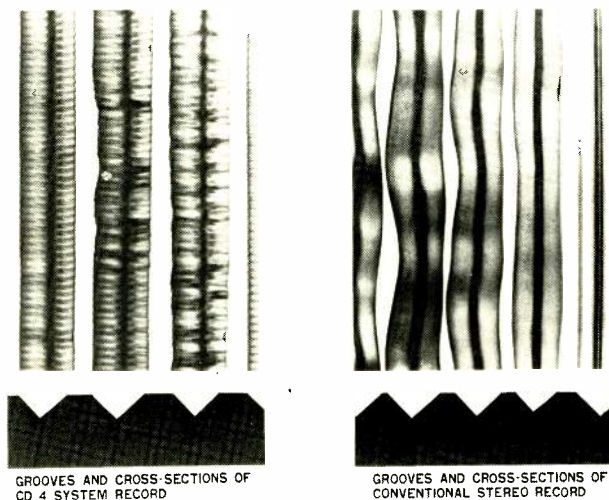 GROOVES AND CROSS-SECTIONS OF
CD 4 SYSTEM RECORD
GROOVES AND CROSS-SECTIONS OF
CONVENTIONAL STEREO RECORD